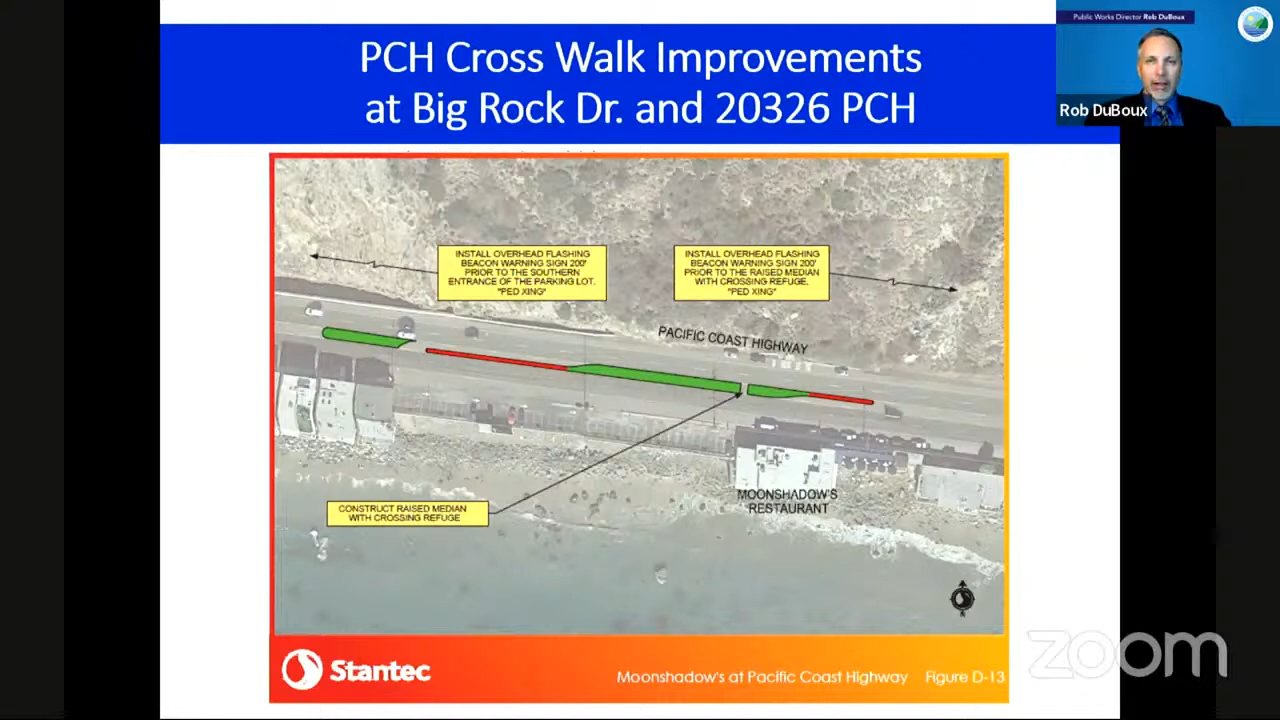 PCH Cross Walk Improvements
at Big Rock Dr. and 20326 PCH
Public Works Director Rob DuBoux
Rob DuBoux
INSTALL OVERHEAD FLASHING
BEACON WARNING SIGN 200'
PRIOR TO THE SOUTHERN
ENTRANCE OF THE PARKING LOT.
"PED XING"
INSTALL OVERHEAD FLASHING
BEACON WARNING SIGN 200'
PRIOR TO THE RAISED MEDIAN
WITH CROSSING REFUGE.
"PED XING"
PACIFIC COAST HIGHWAY
CONSTRUCT RAISED MEDIAN
WITH CROSSING REFUGE
MOONSHADOW'S
RESTAURANT
N
Stantec
Moonshadow's at Pacific Coast Highway Figure D-13
zoom